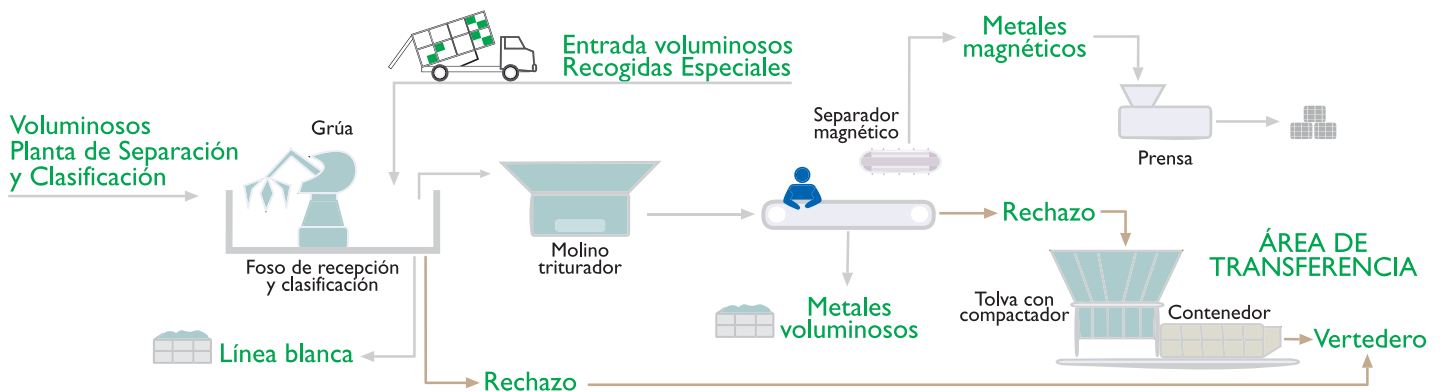 Entrada voluminosos
Recogidas Especiales
Metales
magnéticos
Separador
magnético
Prensa
Voluminosos
Planta de Separación
y Clasificación
Grúa
Foso de recepción
y clasificación
Molino
triturador
Rechazo
ÁREA DE
TRANSFERENCIA
Tolva con
compactador
Contenedor
Metales
voluminosos
Vertedero
Línea blanca
Rechazo